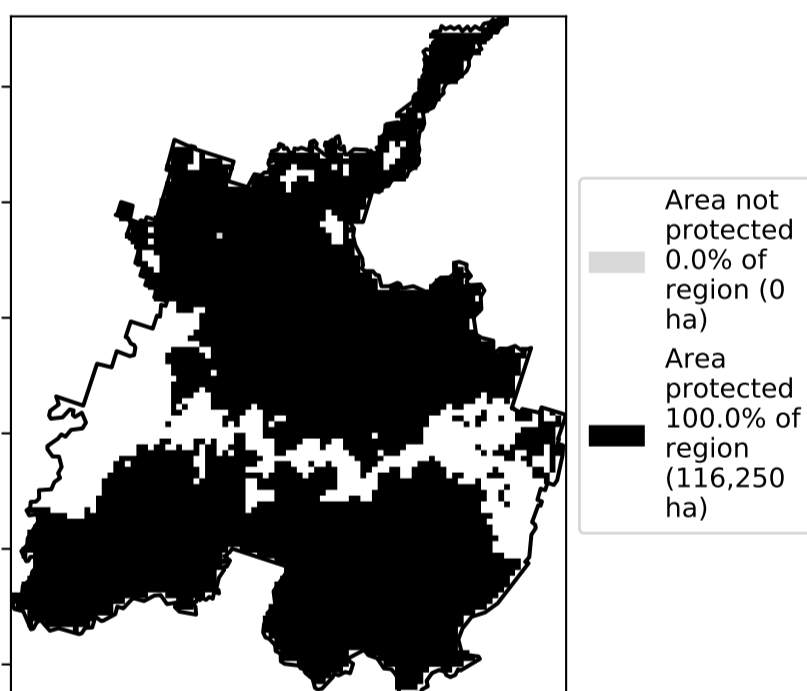 Area not
protected
0.0% of
region (0
ha)
Area
protected
100.0% of
region
(116,250
ha)